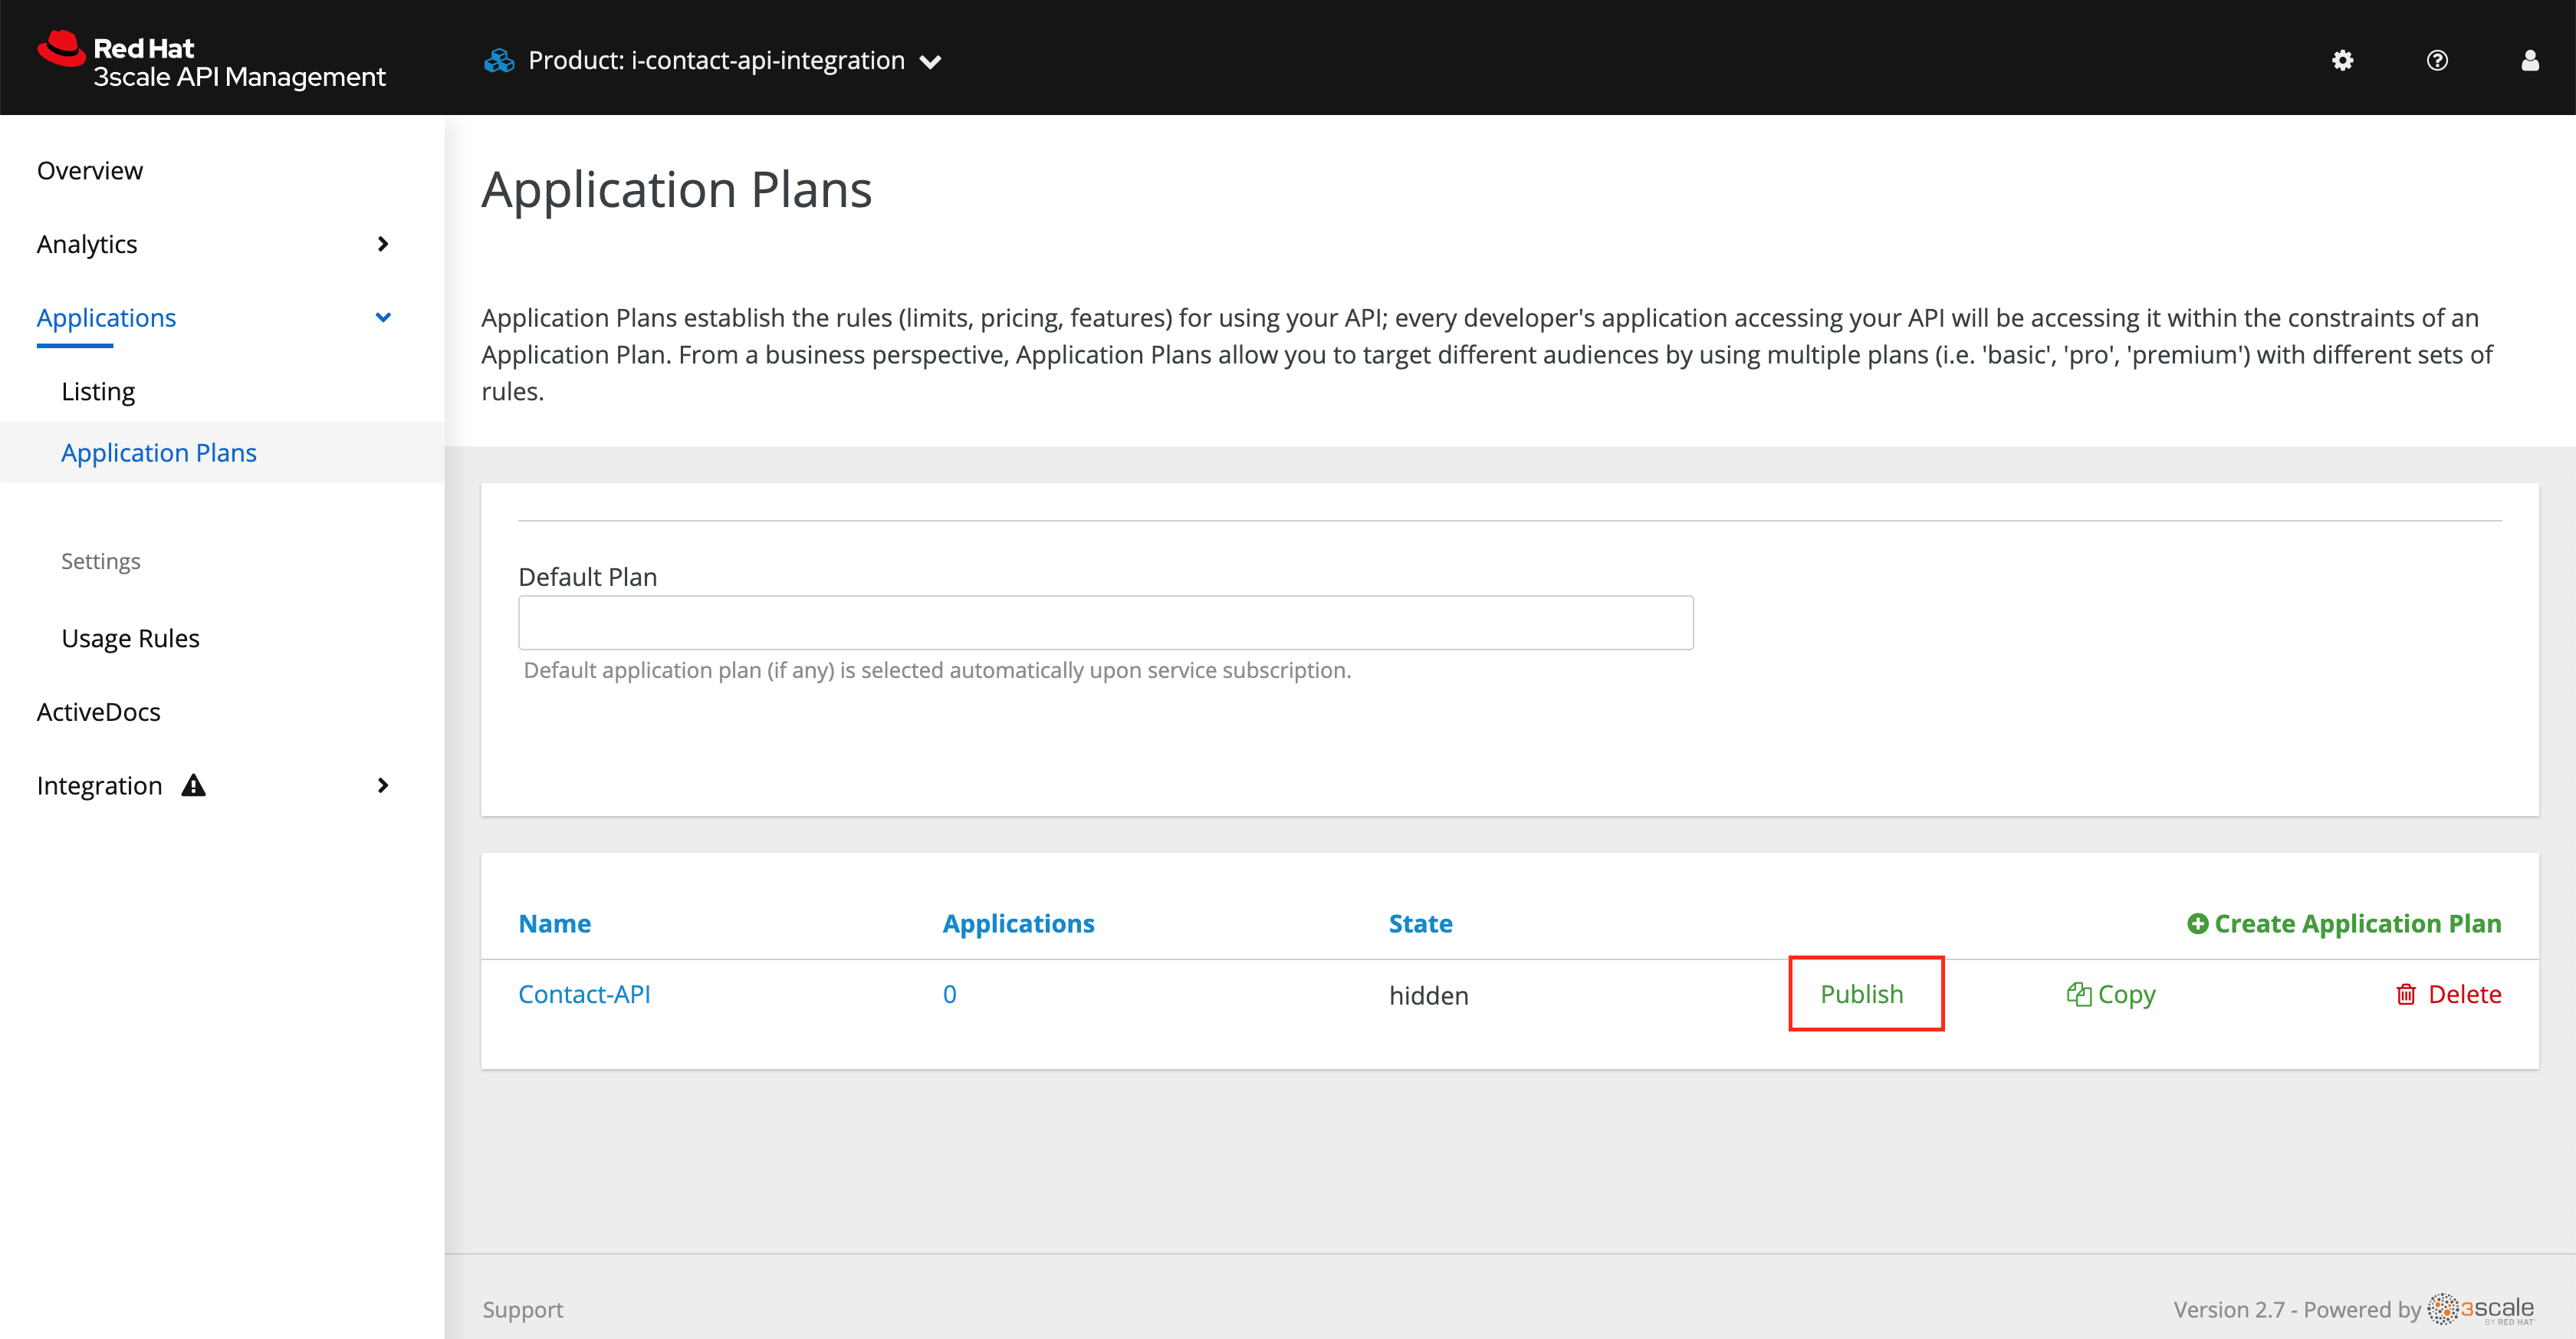 Red Hat
3scale API Management
Product: i-contact-api-integration
Overview
Analytics
Applications
Listing
Application Plans
Settings
Usage Rules
ActiveDocs
Integration
Application Plans
Application Plans establish the rules (limits, pricing, features) for using your API; every developer's application accessing your API will be accessing it within the constraints of an
Application Plan. From a business perspective, Application Plans allow you to target different audiences by using multiple plans (i.e. 'basic', 'pro', 'premium') with different sets of
rules.
Default Plan
Default application plan (if any) is selected automatically upon service subscription.
Name Applications State Create Application Plan
Contact-API 0 hidden Publish Copy Delete
Support
Version 2.7 - Powered by 3scale
BY RED HAT